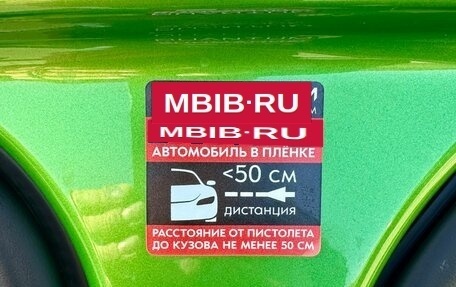 MBIB·RU
MBIB·RU
АВТОМОБИЛЬ В ПЛЁНКЕ
<50 СМ
ДИСТАНЦИЯ
РАССТОЯНИЕ ОТ ПИСТОЛЕТА
ДО КУЗОВА НЕ МЕНЕЕ 50 СМ